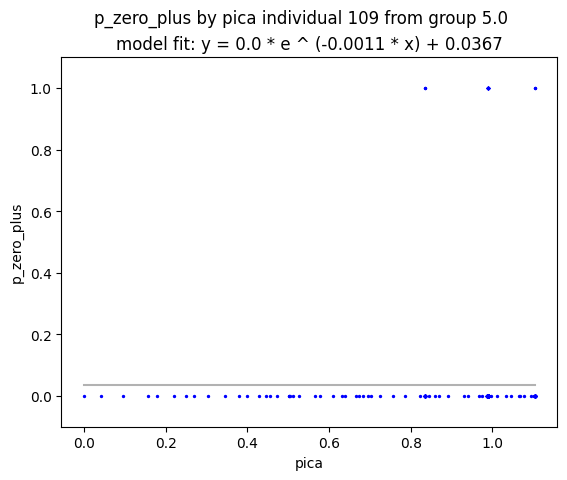 p_zero_plus by pica individual 109 from group 5.0
model fit: y = 0.0 * e ^ (-0.0011 * x) + 0.0367
1.0
0.8
0.6
0.4
0.2
0.0
p_zero_plus
0.0 0.2 0.4 0.6 0.8 1.0
pica